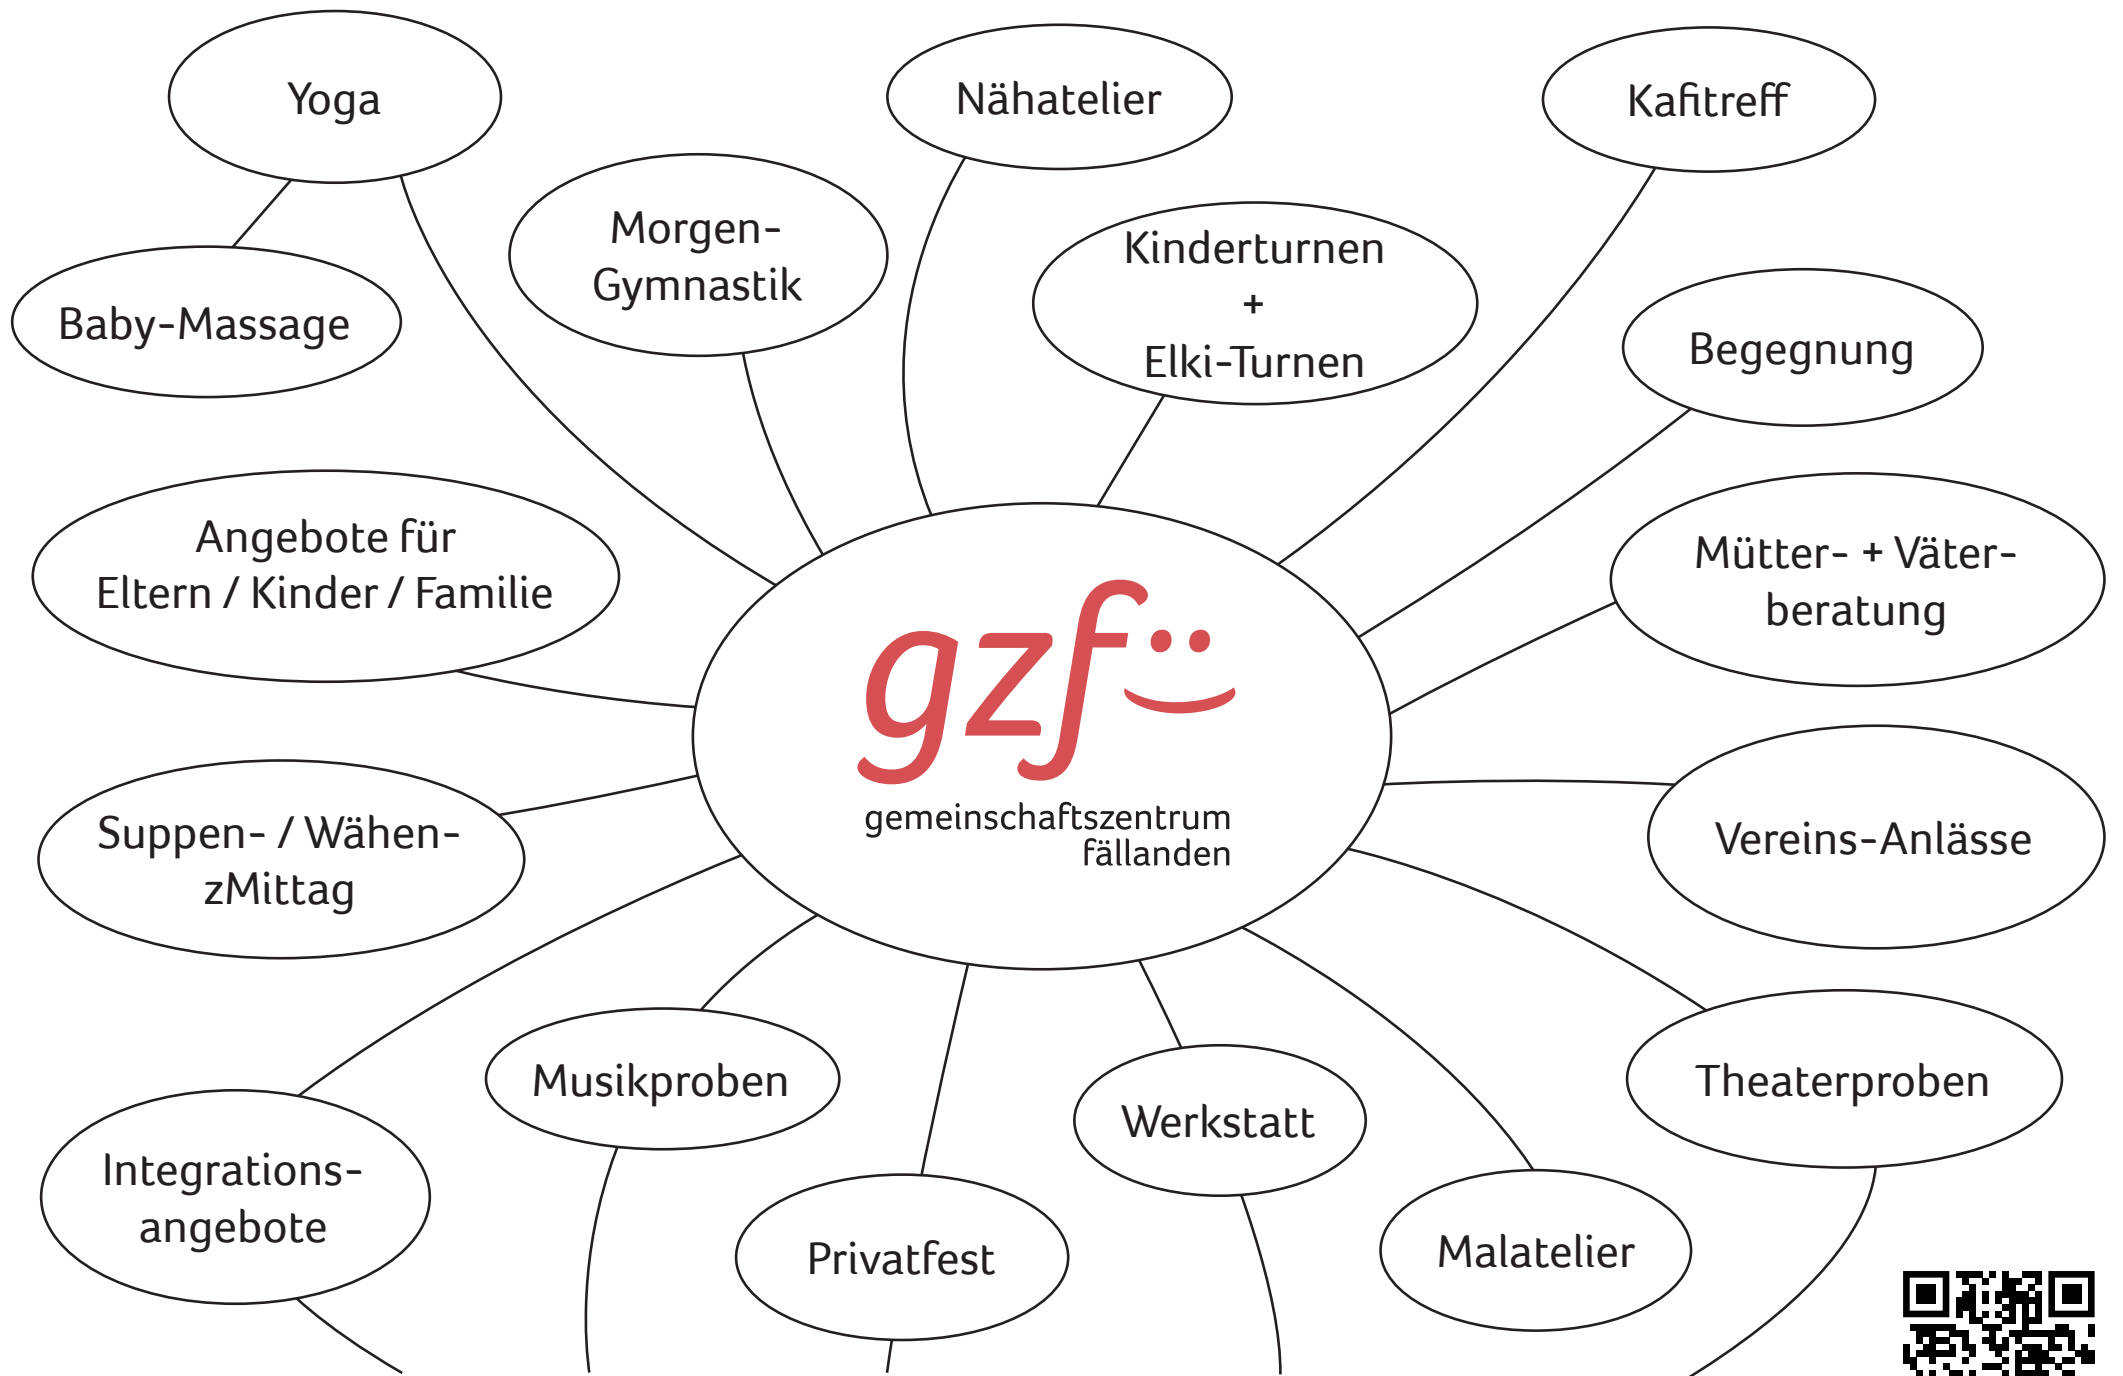 Yoga
Nähatelier
Kafitreff
Morgen-
Gymnastik
Kinderturnen
+
Elki-Turnen
Baby-Massage
Begegnung
Angebote für
Eltern / Kinder / Familie
Mütter- + Väter-
beratung
gzf
gemeinschaftszentrum
fällanden
Suppen- / Wähen-
zMittag
Vereins-Anlässe
Musikproben
Theaterproben
Werkstatt
Integrations-
angebote
Privatfest
Malatelier